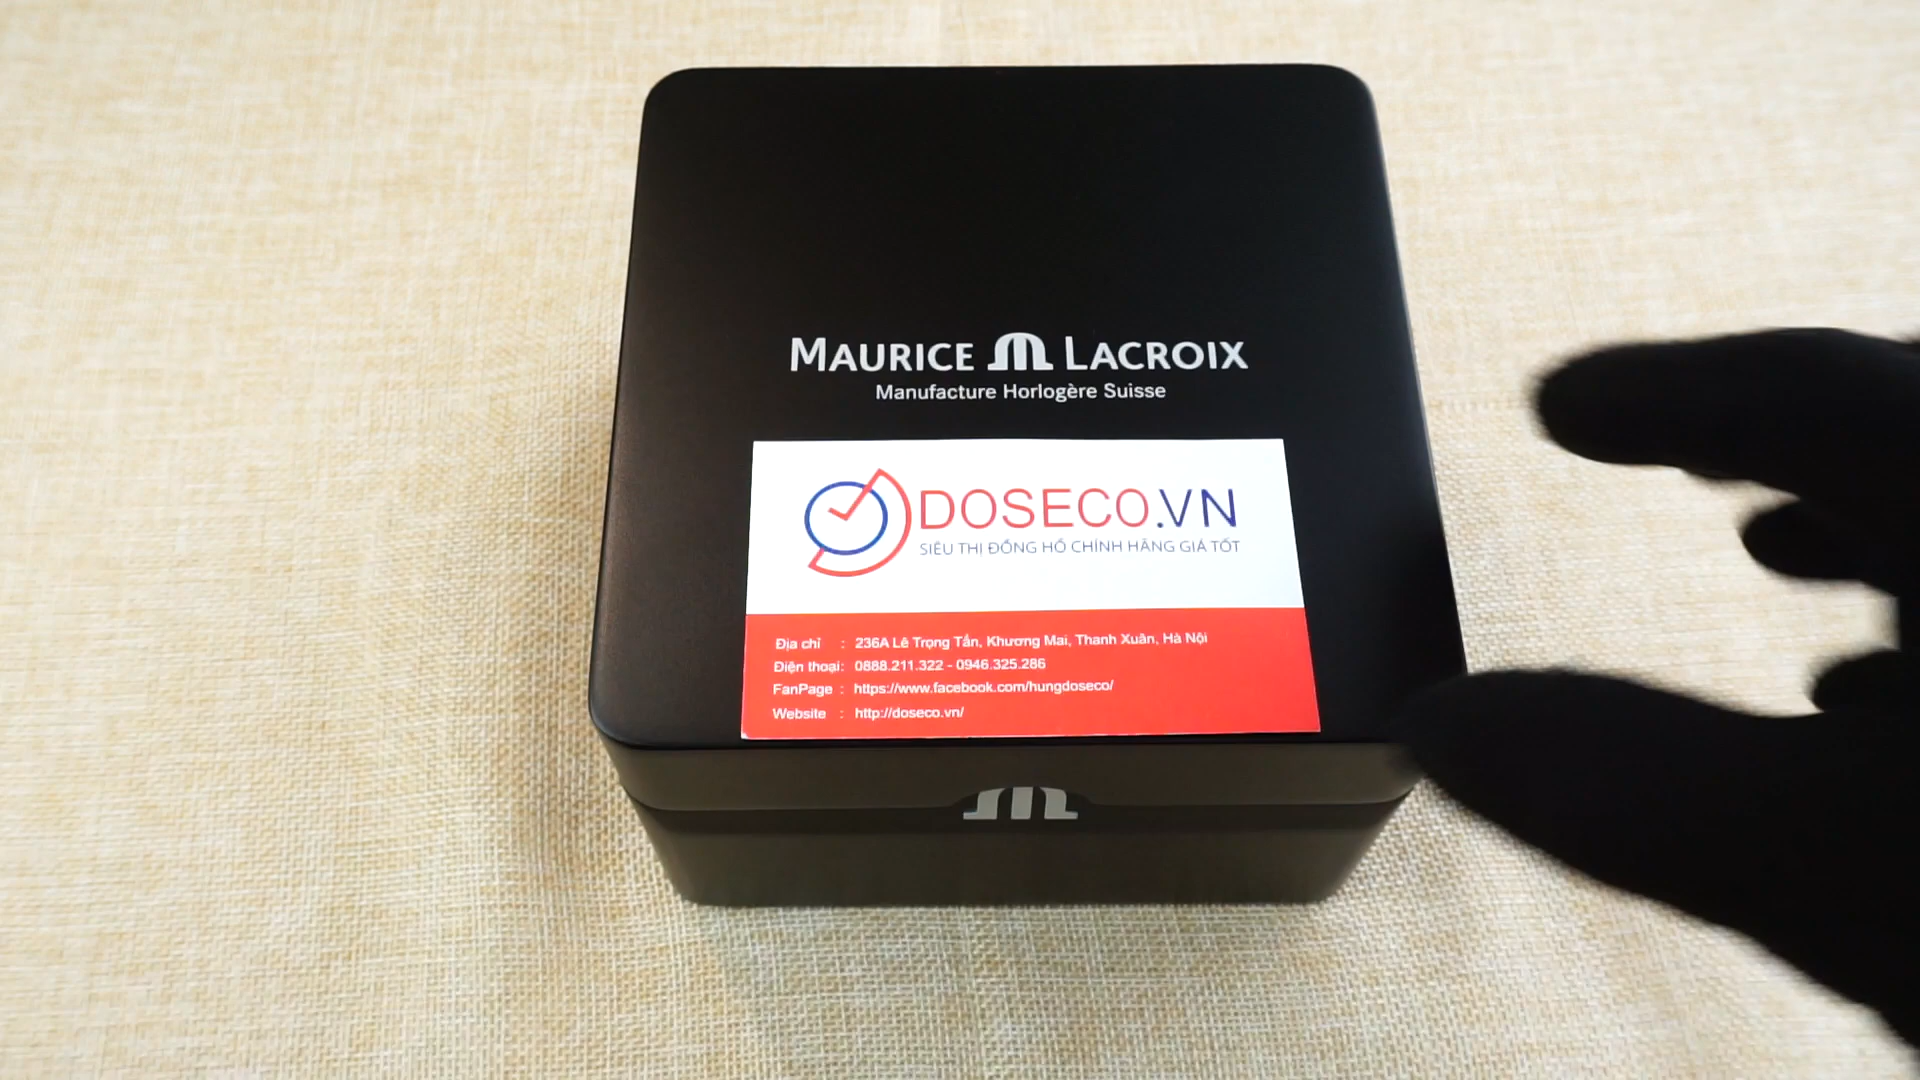 MAURICE LACROIX
Manufacture Horlogère Suisse
DOSECO.VN
SIÊU THỊ ĐỒNG HỒ CHÍNH HÃNG GIÁ TỐT
Địa chỉ : 236A Lê Trọng Tấn, Khương Mai, Thanh Xuân, Hà Nội
Điện thoại: 0888.211.322 - 0946.325.286
FanPage : https://www.facebook.com/hungdoseco/
Website : http://doseco.vn/